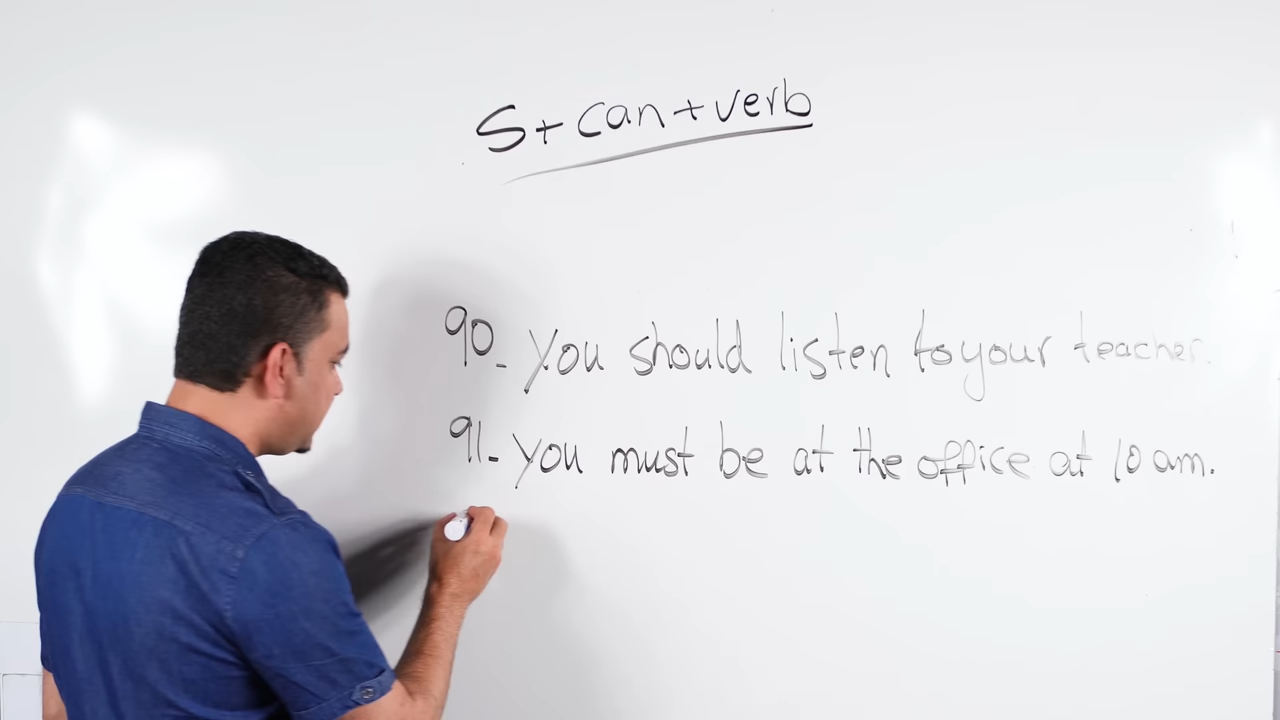 S+can+verb
90- You should listen to your teacher.
91- You must be at the office at 10 am.